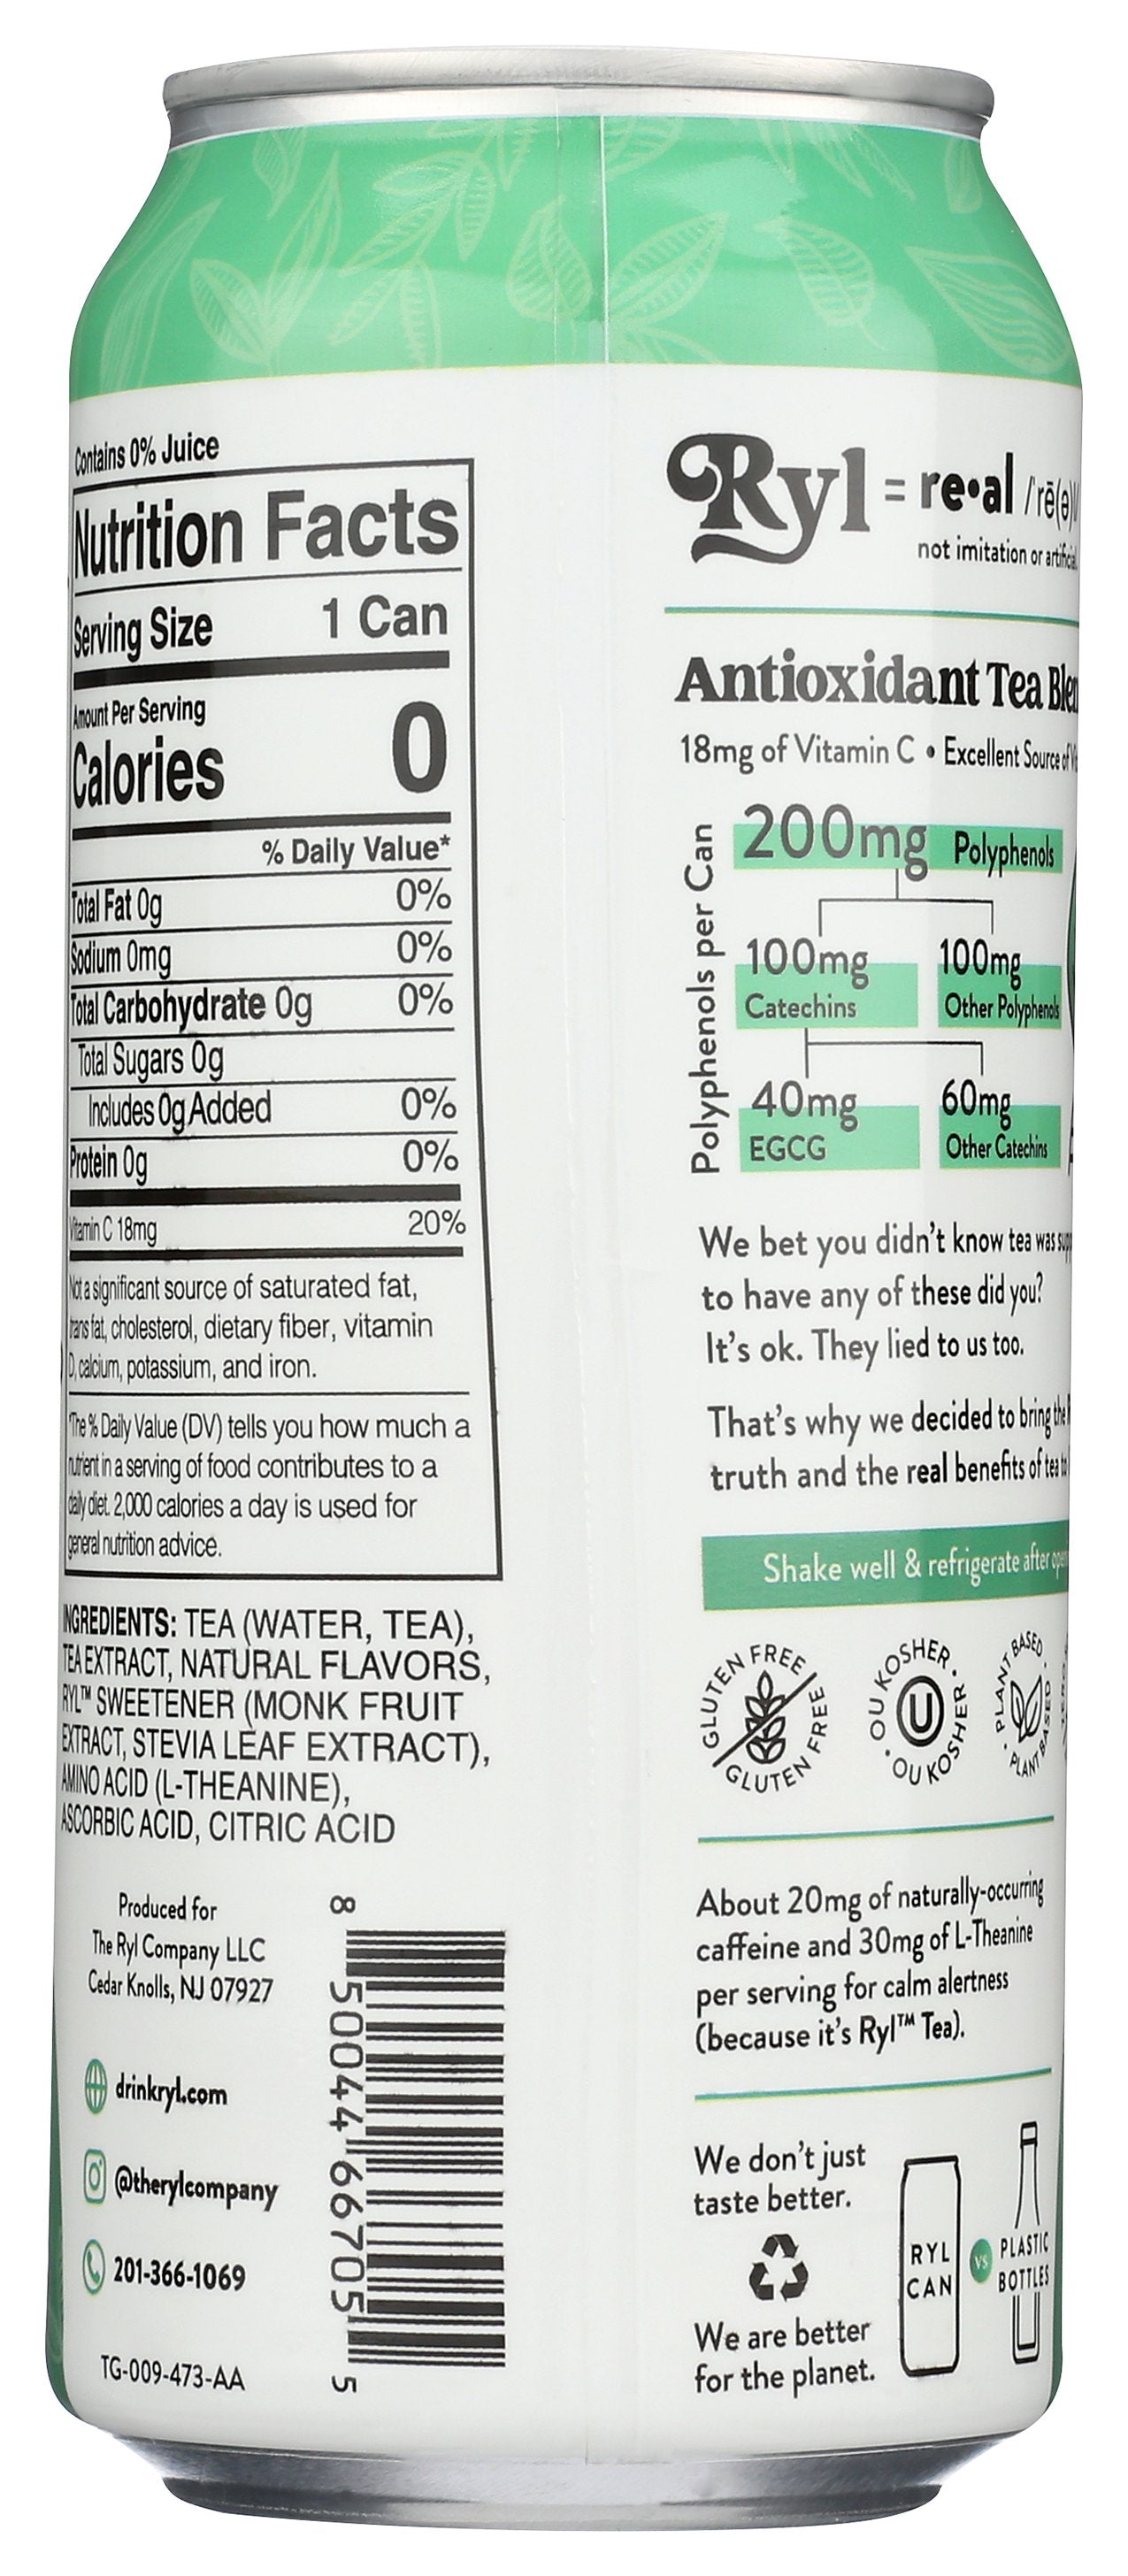 Contains 0% Juice
Nutrition Facts
Serving Size 1 Can
Amount Per Serving
Calories 0
% Daily Value*
Total Fat 0g 0%
Sodium 0mg 0%
Total Carbohydrate 0g 0%
Total Sugars 0g
Includes 0g Added 0%
Protein 0g 0%
Vitamin C 18mg 20%
Not a significant source of saturated fat,
trans fat, cholesterol, dietary fiber, vitamin
D, calcium, potassium, and iron.
*The % Daily Value (DV) tells you how much a
nutrient in a serving of food contributes to a
daily diet. 2,000 calories a day is used for
general nutrition advice.
INGREDIENTS: TEA (WATER, TEA),
TEA EXTRACT, NATURAL FLAVORS,
RYL™ SWEETENER (MONK FRUIT
EXTRACT, STEVIA LEAF EXTRACT),
AMINO ACID (L-THEANINE),
ASCORBIC ACID, CITRIC ACID
Produced for
The Ryl Company LLC
Cedar Knolls, NJ 07927
drinkryl.com
@therylcompany
201-366-1069
TG-009-473-AA
8 50044 66705 5
Ryl = re•al
not imitation or artificial
Antioxidant Tea
18mg of Vitamin C • Excellent Source of
Polyphenols per Can
200mg Polyphenols
100mg Catechins
100mg Other Polyphenols
40mg EGCG
60mg Other Catechins
We bet you didn't know tea was
to have any of these did you?
It's ok. They lied to us too.
That's why we decided to bring the
truth and the real benefits of tea to
Shake well & refrigerate after
GLUTEN FREE GLUTEN FREE GLUTEN FREE
OU KOSHER • OU KOSHER • OU KOSHER •
U
PLANT BASED • PLANT BASED • PLANT BASED •
About 20mg of naturally-occurring
caffeine and 30mg of L-Theanine
per serving for calm alertness
(because it's Ryl™ Tea).
We don't just
taste better.
We are better
for the planet.
RYL
CAN
VS
PLASTIC
BOTTLES